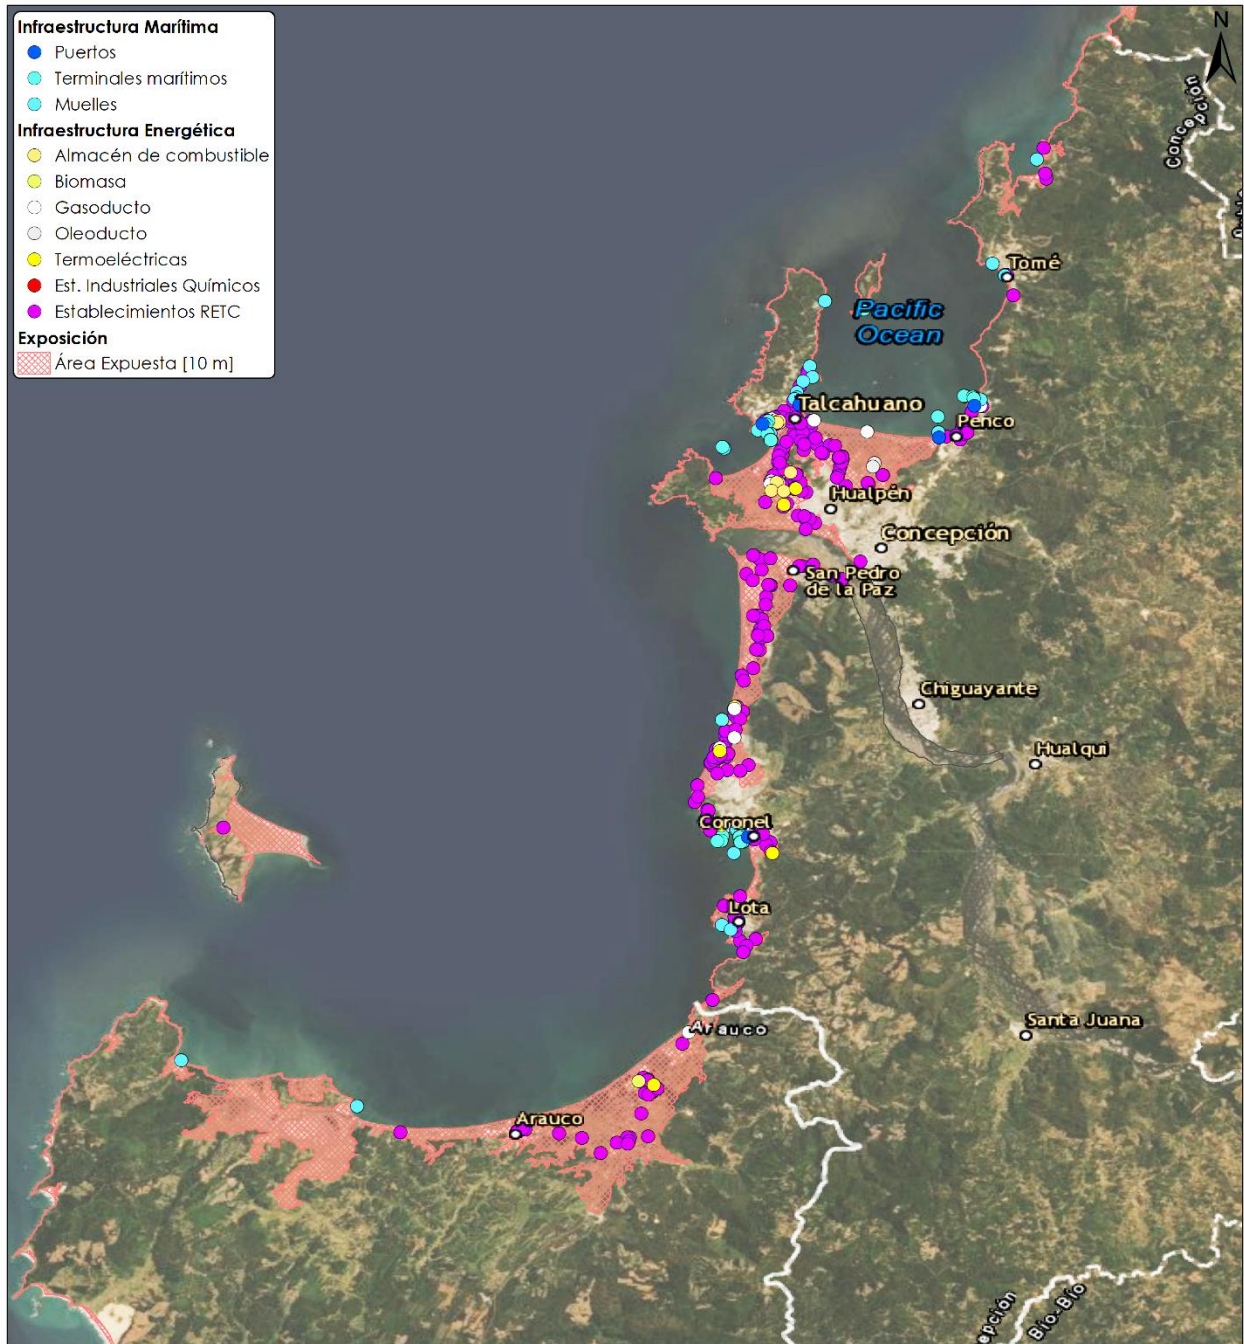 Infraestructura Marítima
Puertos
Terminales marítimos
Muelles
Infraestructura Energética
Almacén de combustible
Biomasa
Gasoducto
Oleoducto
Termoeléctricas
Est. Industriales Químicos
Establecimientos RETC
Exposición
Área Expuesta [10 m]
N
Concepción
Tomé
Pacific
Ocean
Talcahuano
Penco
Hualpén
Concepción
San Pedro
de la Paz
Chiguayante
Hualqui
Coronel
Lota
Santa Juana
Arauco
Arauco
epción
Bío-Bío